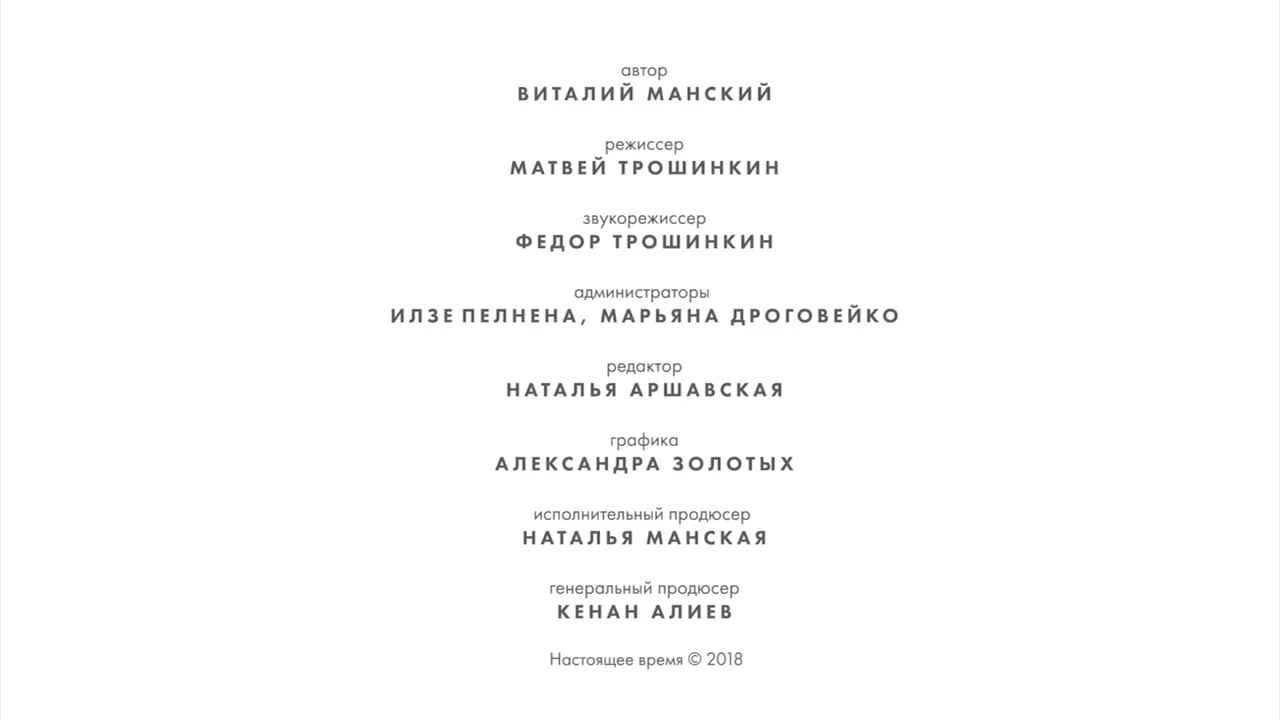 автор
ВИТАЛИЙ МАНСКИЙ
режиссер
МАТВЕЙ ТРОШИНКИН
звукорежиссер
ФЕДОР ТРОШИНКИН
администраторы
ИЛЗЕ ПЕЛНЕНА, МАРЬЯНА ДРОГОВЕЙКО
редактор
НАТАЛЬЯ АРШАВСКАЯ
графика
АЛЕКСАНДРА ЗОЛОТЫХ
исполнительный продюсер
НАТАЛЬЯ МАНСКАЯ
генеральный продюсер
КЕНАН АЛИЕВ
Настоящее время © 2018